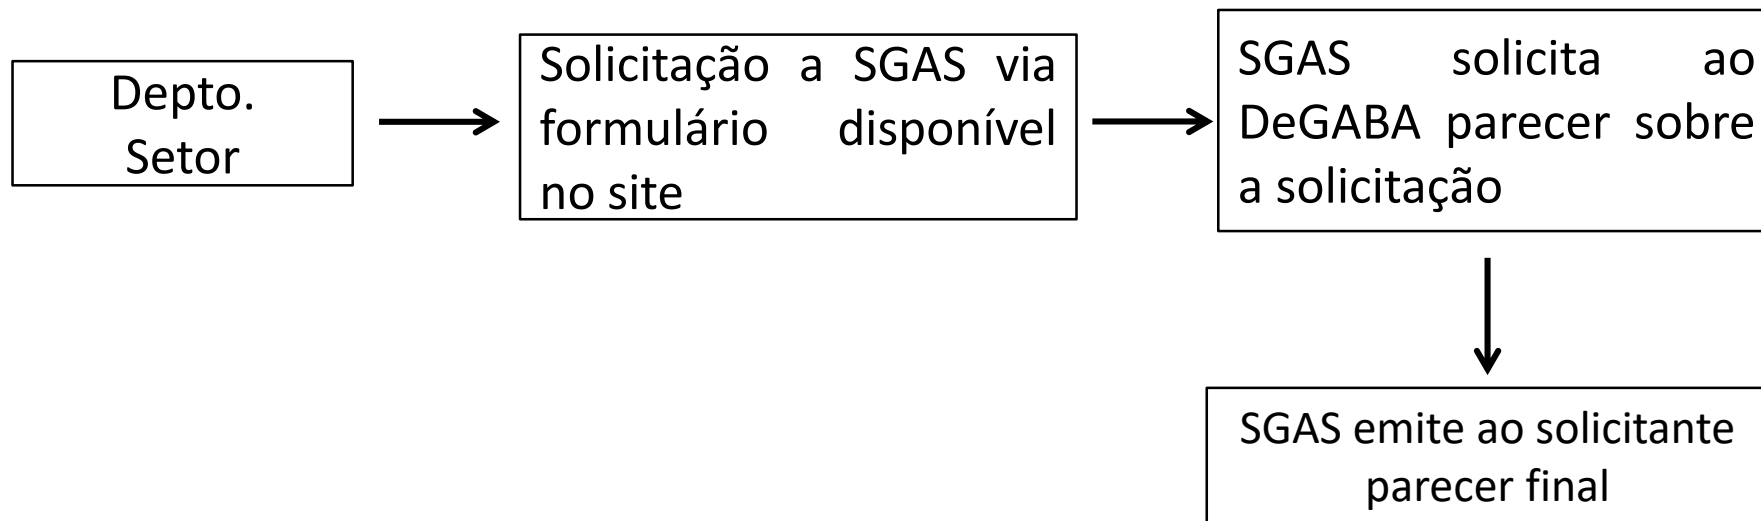 Depto.
Setor
Solicitação a SGAS via
formulário disponível
no site
SGAS solicita ao
DeGABA parecer sobre
a solicitação
SGAS emite ao solicitante
parecer final